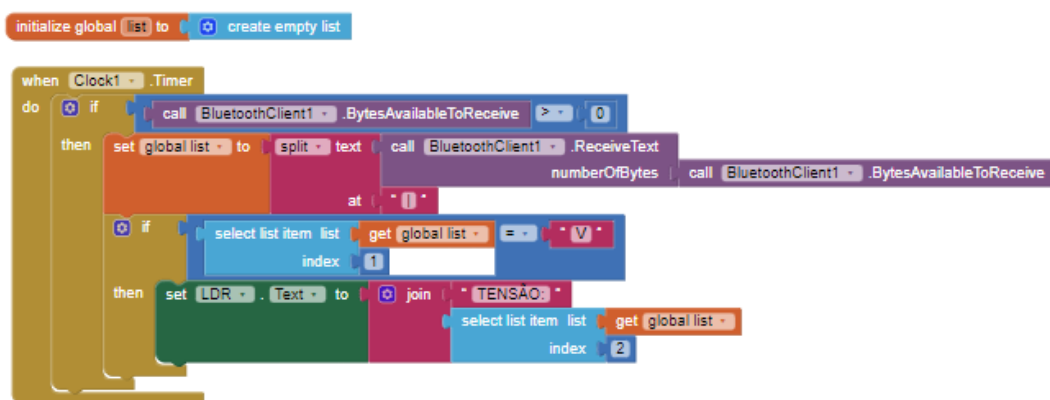 initialize global list to create empty list
when Clock1 .Timer
do if call BluetoothClient1 .BytesAvailableToReceive > 0
then set global list to split text call BluetoothClient1 .ReceiveText
numberOfBytes call BluetoothClient1 .BytesAvailableToReceive
at " | "
if select list item list get global list = " V "
index 1
then set LDR . Text to join " TENSÃO: "
select list item list get global list
index 2